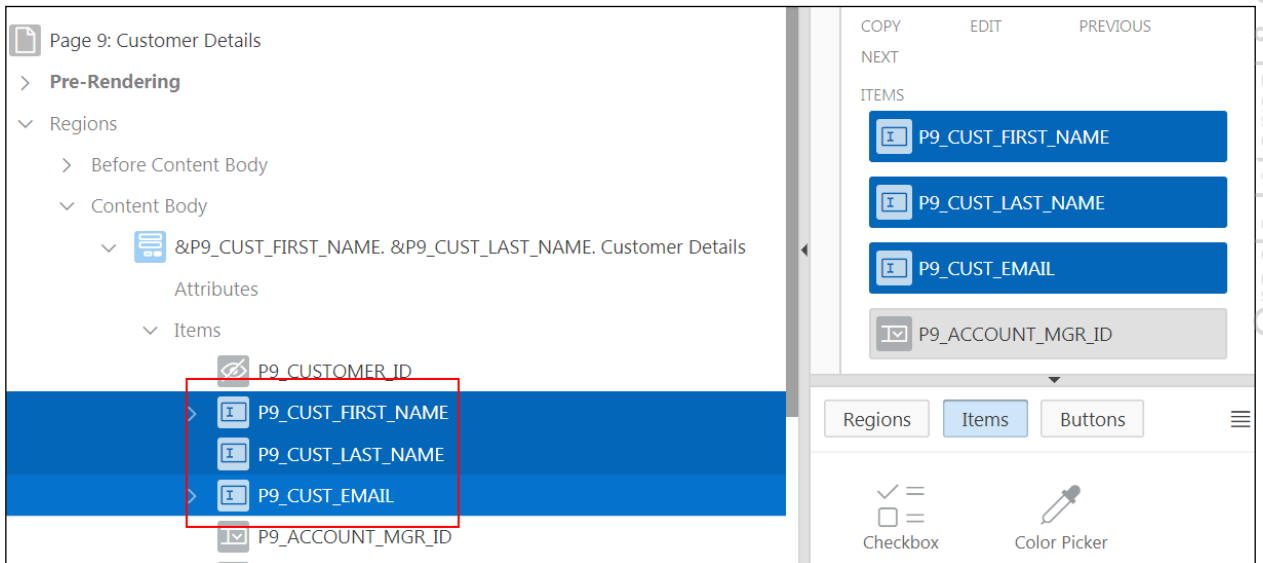 Page 9: Customer Details
Pre-Rendering
Regions
Before Content Body
Content Body
&P9_CUST_FIRST_NAME. &P9_CUST_LAST_NAME. Customer Details
Attributes
Items
P9_CUSTOMER_ID
P9_CUST_FIRST_NAME
P9_CUST_LAST_NAME
P9_CUST_EMAIL
P9_ACCOUNT_MGR_ID
COPY EDIT PREVIOUS
NEXT
ITEMS
P9_CUST_FIRST_NAME
P9_CUST_LAST_NAME
P9_CUST_EMAIL
P9_ACCOUNT_MGR_ID
Regions Items Buttons
Checkbox Color Picker